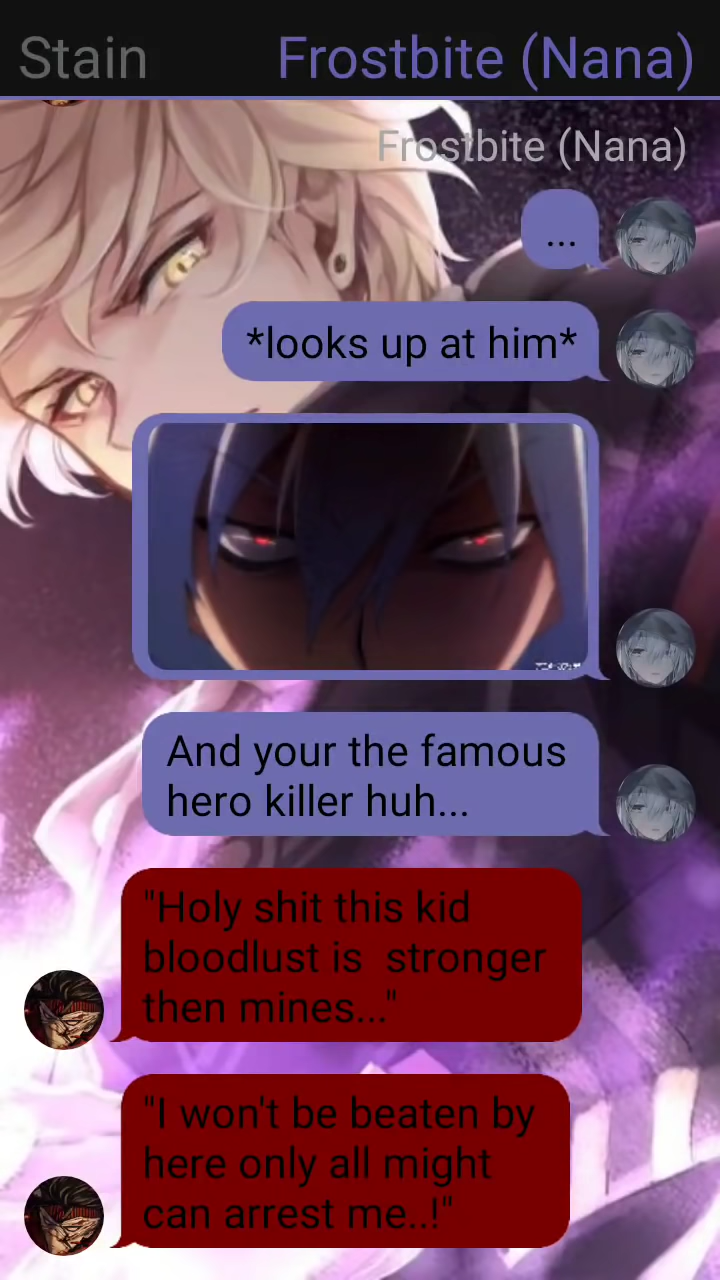 Stain Frostbite (Nana)
Frostbite (Nana)
...
*looks up at him*
And your the famous
hero killer huh...
"Holy shit this kid
bloodlust is  stronger
then mines..."
"I won't be beaten by
here only all might
can arrest me..!"